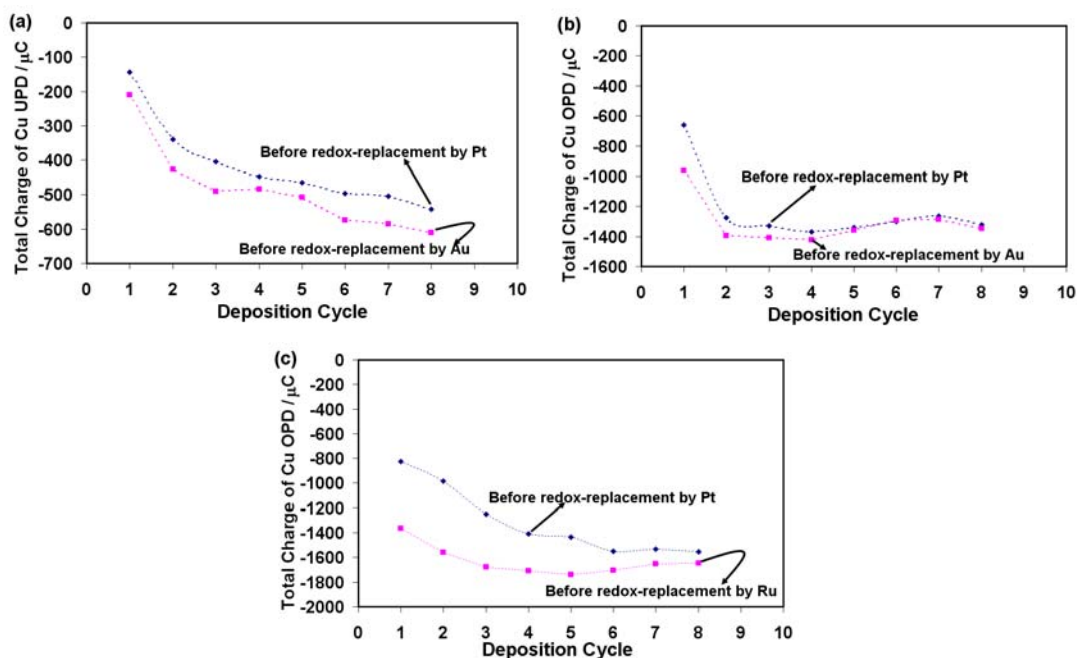 (a)
0
-100
-200
-300
-400
-500
-600
-700
Total Charge of Cu UPD / μC
Before redox-replacement by Pt
Before redox-replacement by Au
0 1 2 3 4 5 6 7 8 9 10
Deposition Cycle
(b)
0
-200
-400
-600
-800
-1000
-1200
-1400
-1600
Total Charge of Cu OPD / μC
Before redox-replacement by Pt
Before redox-replacement by Au
0 1 2 3 4 5 6 7 8 9 10
Deposition Cycle
(c)
0
-200
-400
-600
-800
-1000
-1200
-1400
-1600
-1800
-2000
Total Charge of Cu OPD / μC
Before redox-replacement by Pt
Before redox-replacement by Ru
0 1 2 3 4 5 6 7 8 9 10
Deposition Cycle